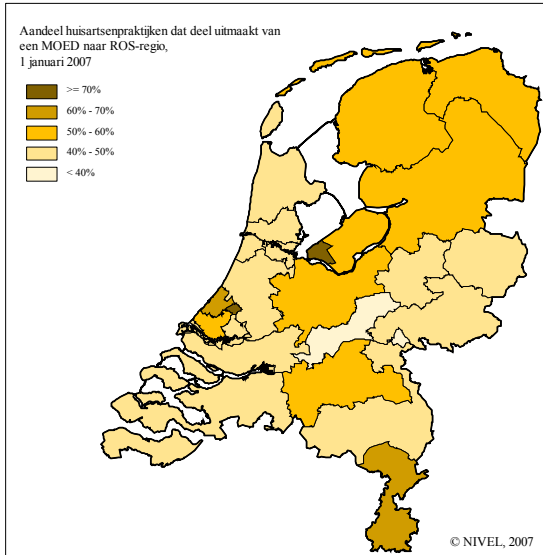 Aandeel huisartsenpraktijken dat deel uitmaakt van
een MOED naar ROS-regio,
1 januari 2007
>= 70%
60% - 70%
50% - 60%
40% - 50%
< 40%
© NIVEL, 2007